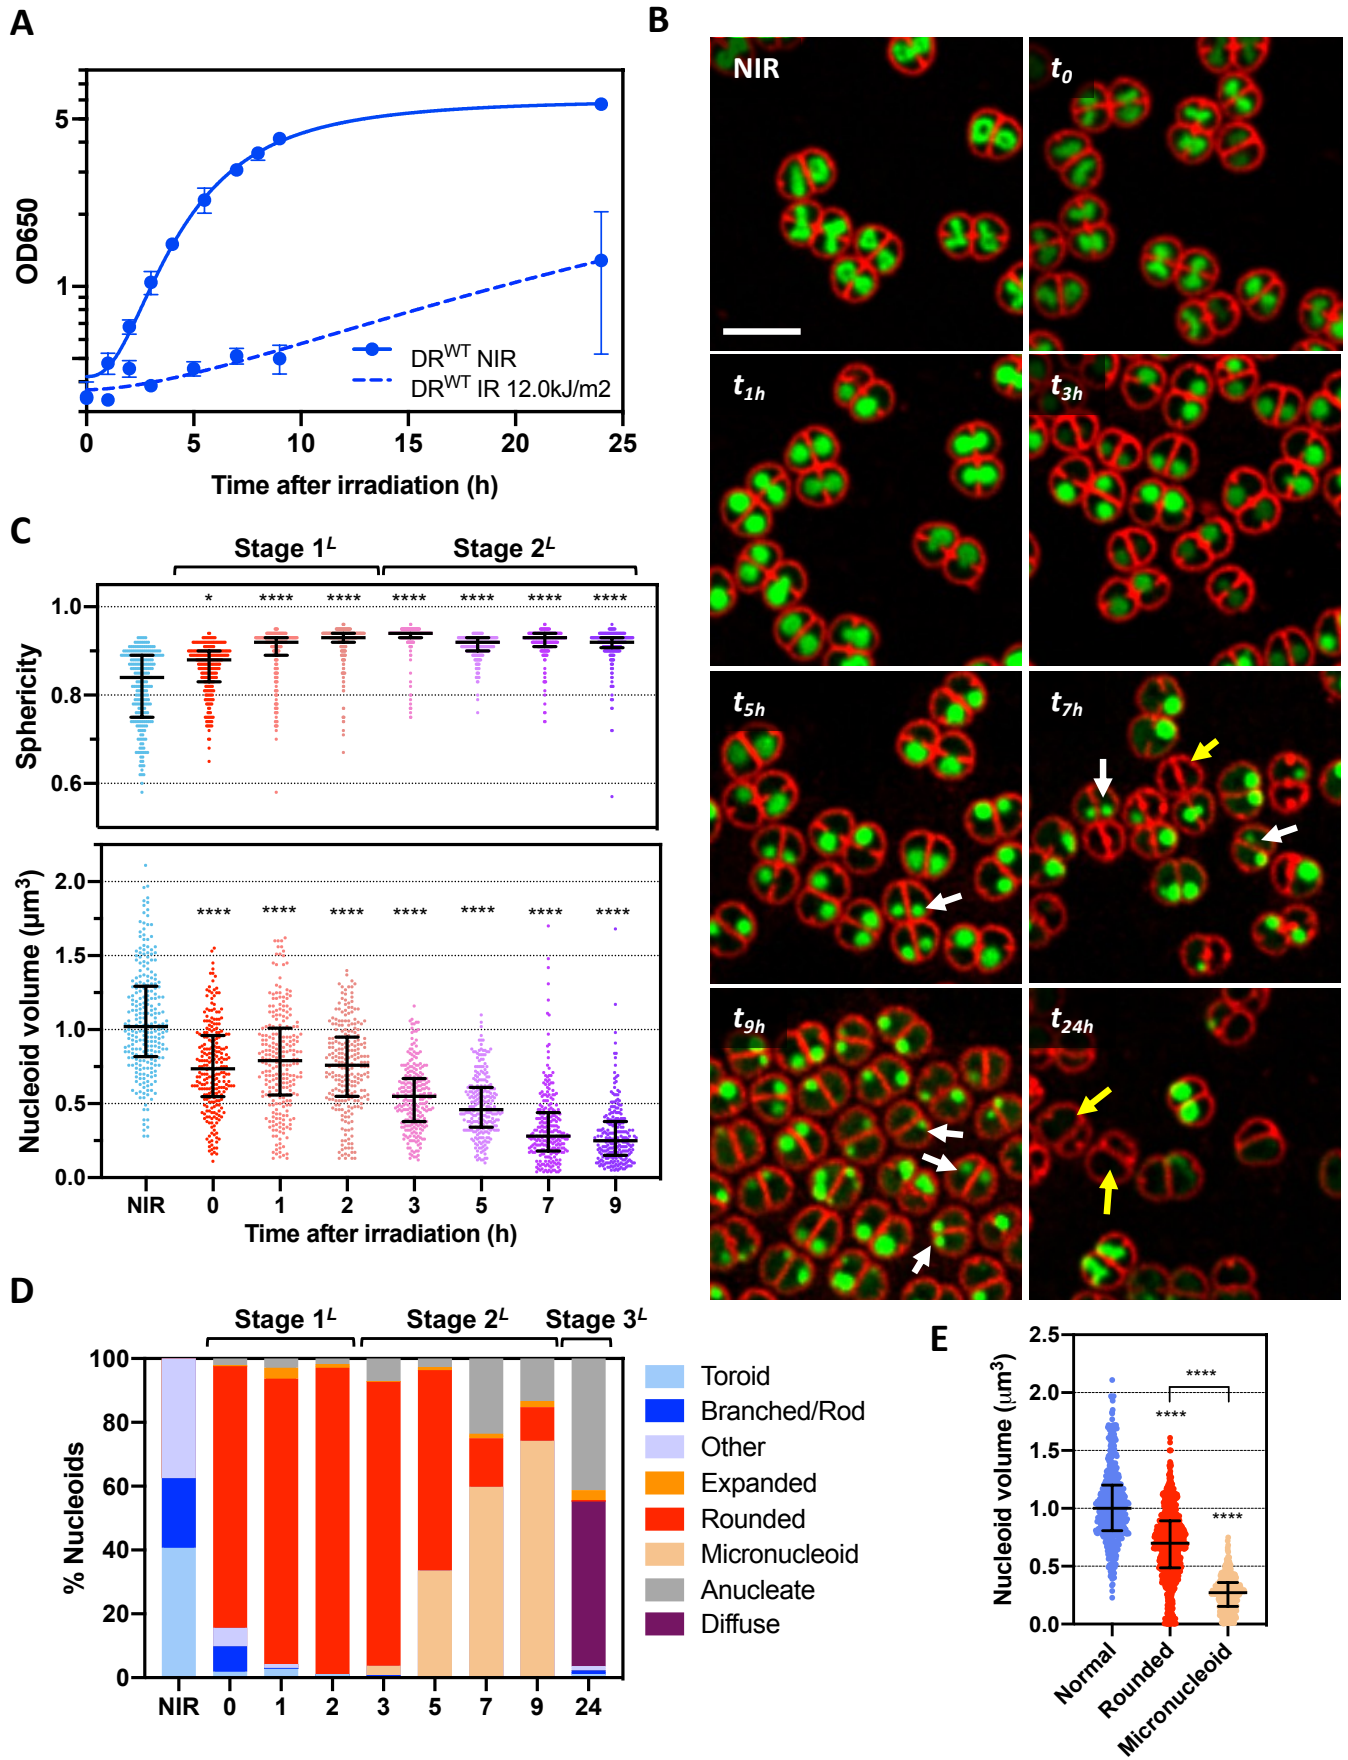 A
5
1
OD650
0 5 10 15 20 25
Time after irradiation (h)
DR^WT NIR
DR^WT IR 12.0kJ/m2
B
NIR
t0
t1h
t3h
t5h
t7h
t9h
t24h
C
Stage 1^L Stage 2^L
* **** **** **** **** **** ****
1.0
0.8
0.6
Sphericity
**** **** **** **** **** **** ****
2.0
1.5
1.0
0.5
0.0
Nucleoid volume (µm³)
NIR 0 1 2 3 5 7 9
Time after irradiation (h)
D
Stage 1^L Stage 2^L Stage 3^L
100
80
60
40
20
0
% Nucleoids
NIR 0 1 2 3 5 7 9 24
Toroid
Branched/Rod
Other
Expanded
Rounded
Micronucleoid
Anucleate
Diffuse
E
2.5
2.0
1.5
1.0
0.5
0.0
Nucleoid volume (µm³)
****
****
****
Normal
Rounded
Micronucleoid